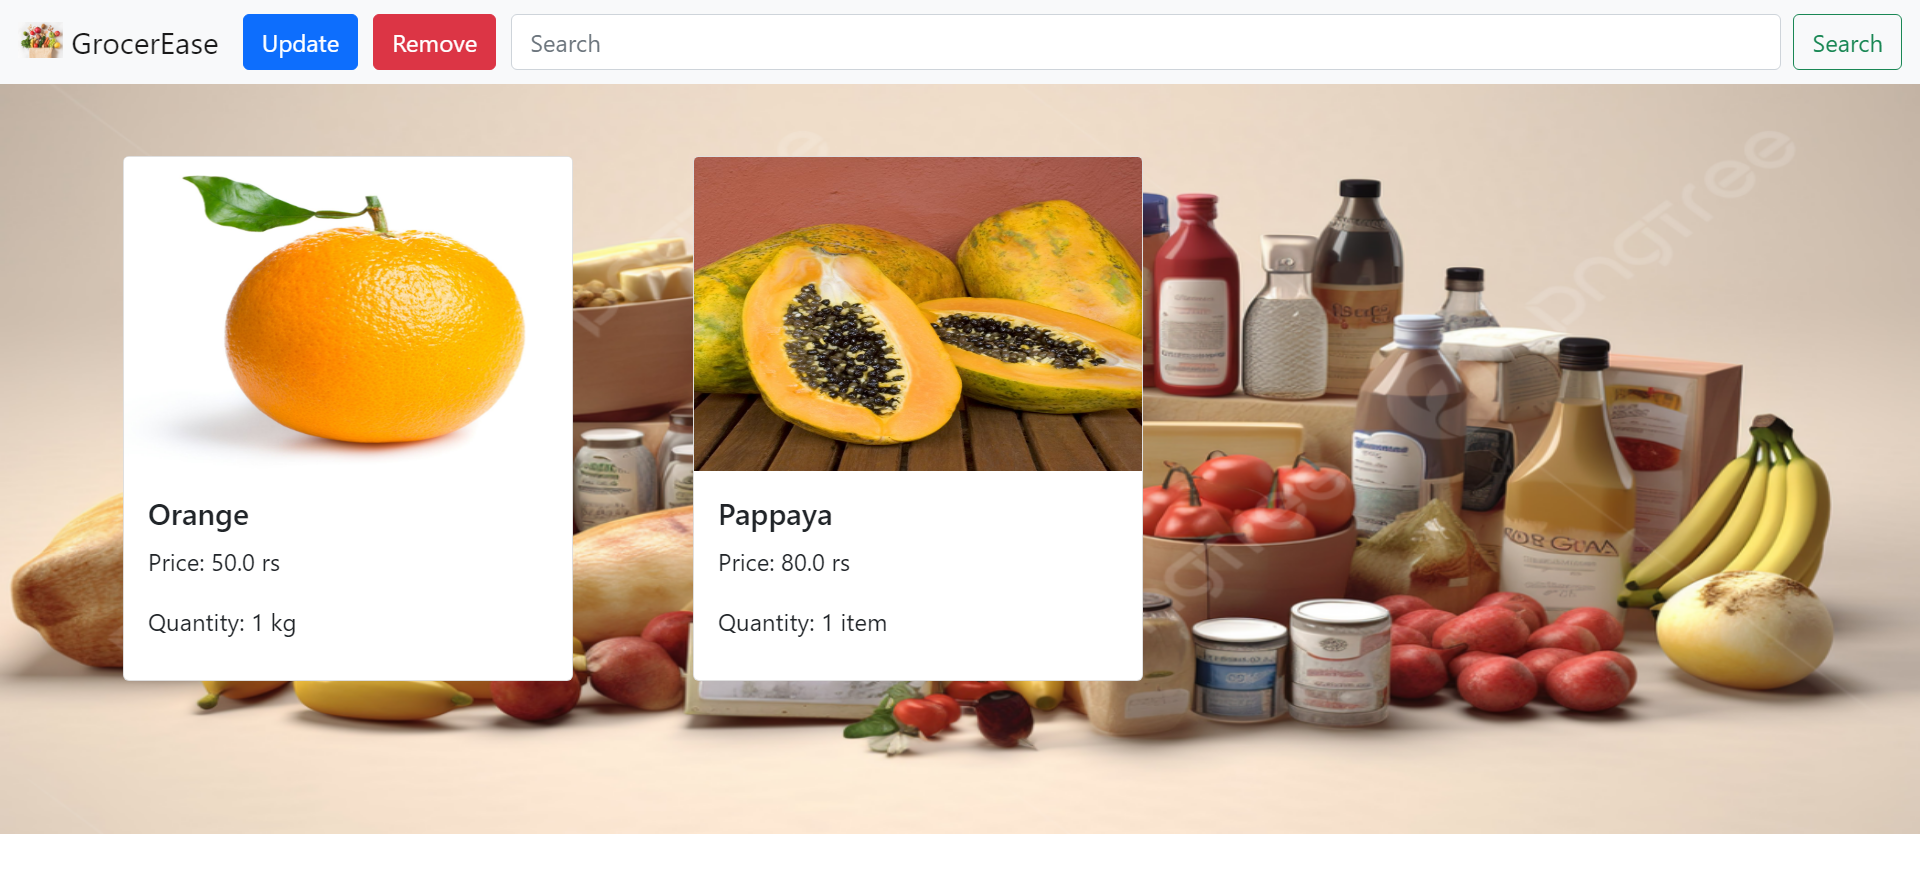 GrocerEase
Update
Remove
Search
Search
pngtree
Orange
Price: 50.0 rs
Quantity: 1 kg
Pappaya
Price: 80.0 rs
Quantity: 1 item